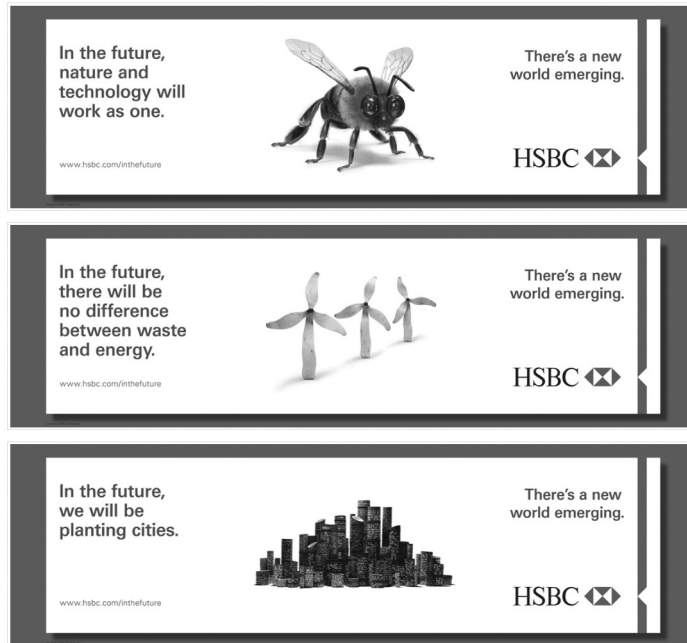 In the future,
nature and
technology will
work as one.
www.hsbc.com/inthefuture
There's a new
world emerging.
HSBC
In the future,
there will be
no difference
between waste
and energy.
www.hsbc.com/inthefuture
There's a new
world emerging.
HSBC
In the future,
we will be
planting cities.
www.hsbc.com/inthefuture
There's a new
world emerging.
HSBC